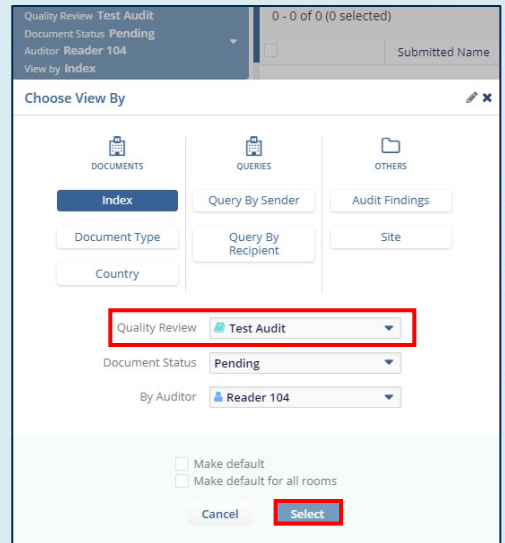 Quality Review Test Audit
Document Status Pending
Auditor Reader 104
View by Index
0 - 0 of 0 (0 selected)
Submitted Name
Choose View By
DOCUMENTS
QUERIES
OTHERS
Index
Query By Sender
Audit Findings
Document Type
Query By
Recipient
Site
Country
Quality Review Test Audit
Document Status Pending
By Auditor Reader 104
Make default
Make default for all rooms
Cancel Select